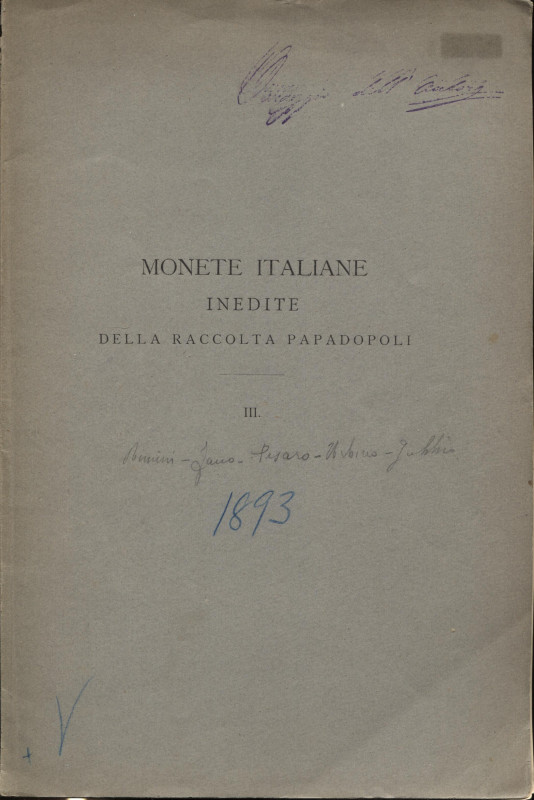 Omaggio dell'Autore
MONETE ITALIANE
INEDITE
DELLA RACCOLTA PAPADOPOLI
III.
Rimini - Fano - Pesaro - Urbino - Gubbio
1893
V
+